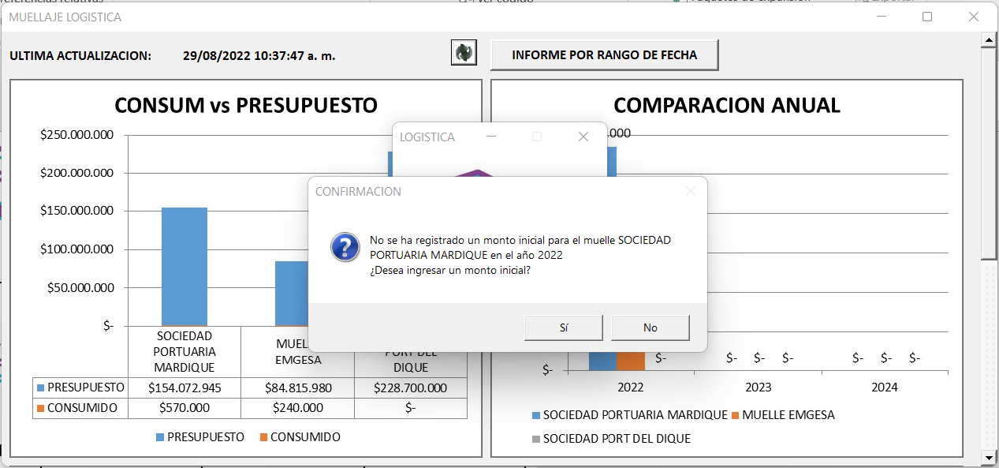 MUELLAJE LOGISTICA
ULTIMA ACTUALIZACION: 29/08/2022 10:37:47 a. m.
INFORME POR RANGO DE FECHA
CONSUM vs PRESUPUESTO
$250.000.000
$200.000.000
$150.000.000
$100.000.000
$50.000.000
$-
SOCIEDAD
PORTUARIA
MARDIQUE
EMGESA
PORT DEL
DIQUE
PRESUPUESTO $154.072.945 $84.815.980 $228.700.000
CONSUMIDO $570.000 $240.000 $-
PRESUPUESTO CONSUMIDO
LOGISTICA
CONFIRMACION
No se ha registrado un monto inicial para el muelle SOCIEDAD
PORTUARIA MARDIQUE en el año 2022
¿Desea ingresar un monto inicial?
Sí No
COMPARACION ANUAL
$-
$- $- $- $- $- $- $-
2022 2023 2024
SOCIEDAD PORTUARIA MARDIQUE MUELLE EMGESA
SOCIEDAD PORT DEL DIQUE